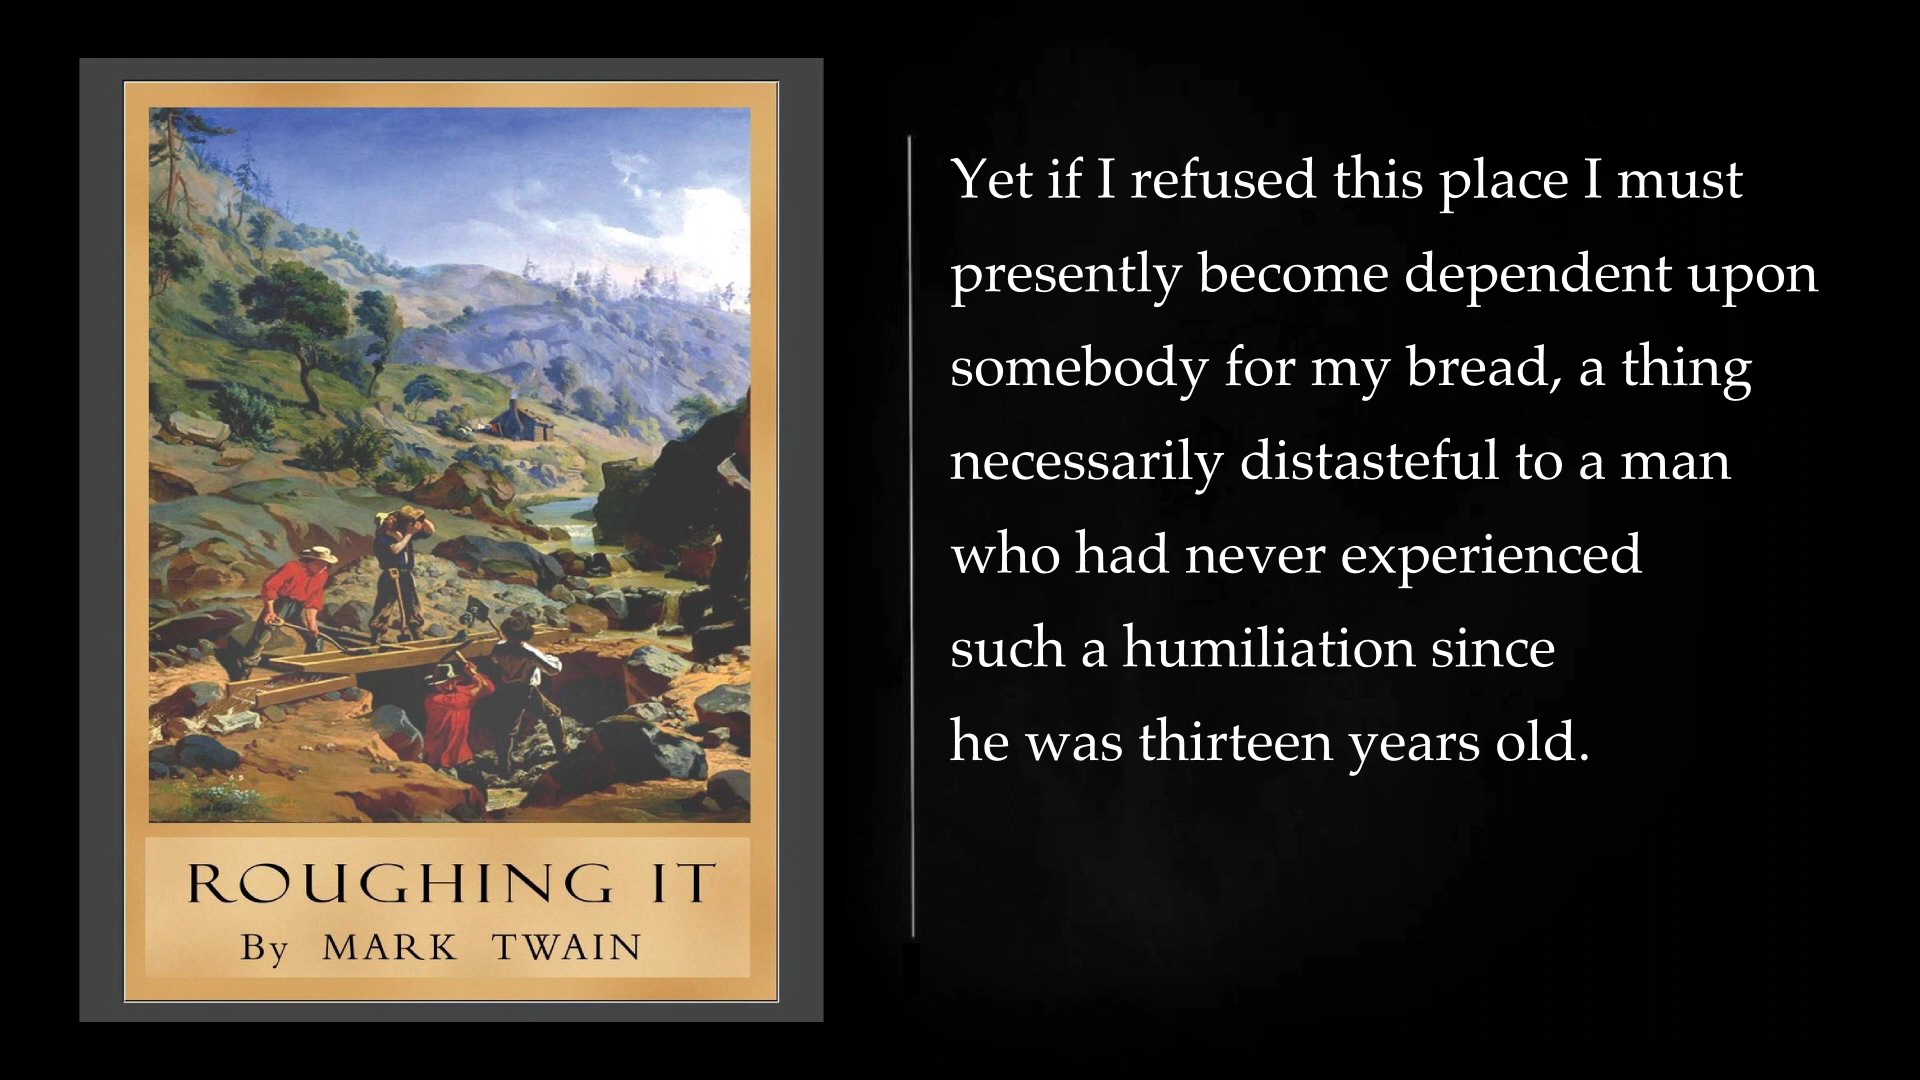 ROUGHING IT
By MARK TWAIN
Yet if I refused this place I must
presently become dependent upon
somebody for my bread, a thing
necessarily distasteful to a man
who had never experienced
such a humiliation since
he was thirteen years old.